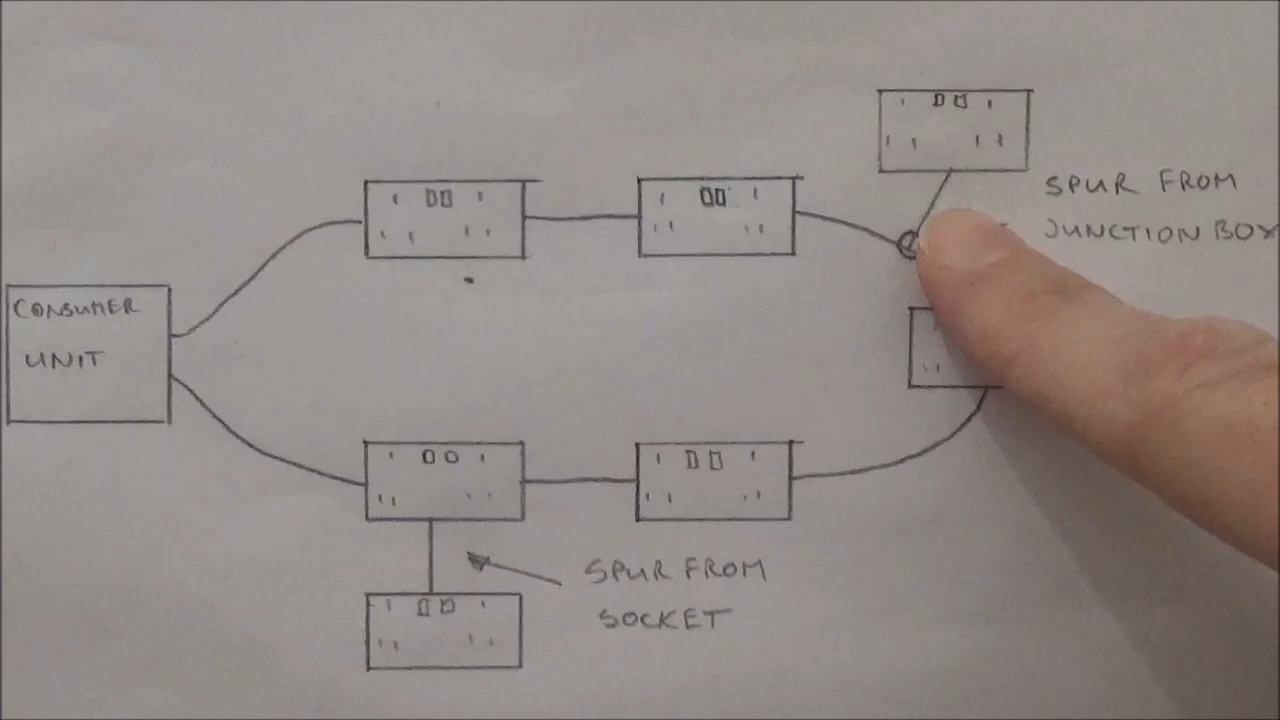 SPUR FROM
JUNCTION BOX
CONSUMER
UNIT
SPUR FROM
SOCKET